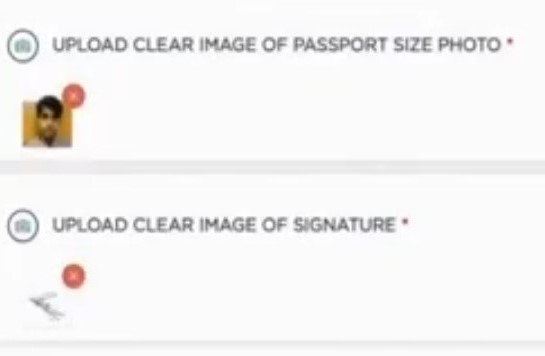 UPLOAD CLEAR IMAGE OF PASSPORT SIZE PHOTO *
UPLOAD CLEAR IMAGE OF SIGNATURE *